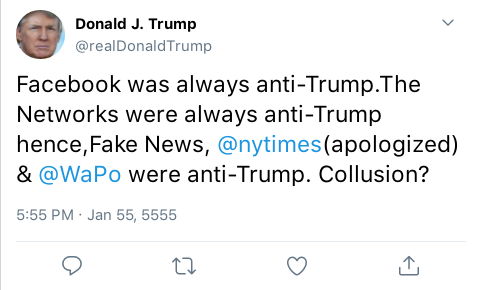 Donald J. Trump
@realDonaldTrump
Facebook was always anti-Trump.The
Networks were always anti-Trump
hence,Fake News, @nytimes(apologized)
& @WaPo were anti-Trump. Collusion?
5:55 PM · Jan 55, 5555